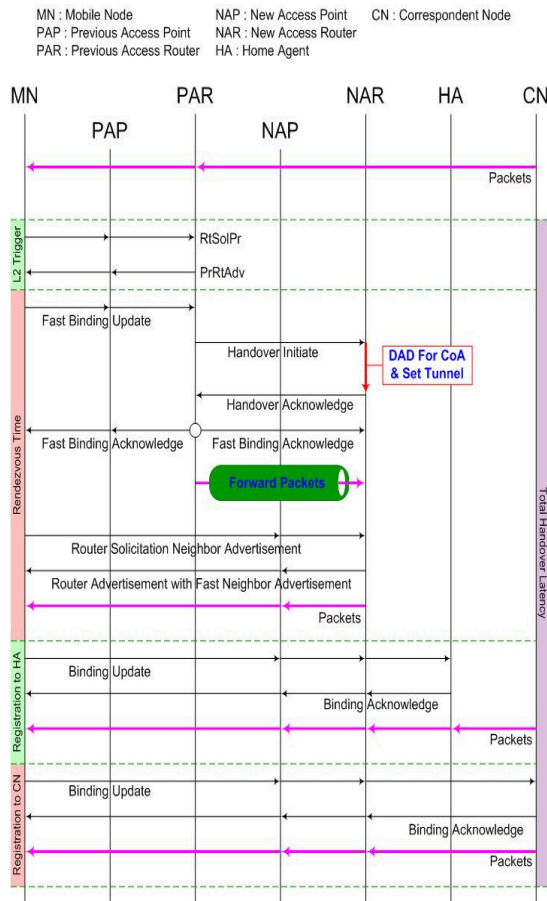 MN : Mobile Node NAP : New Access Point CN : Correspondent Node
PAP : Previous Access Point NAR : New Access Router
PAR : Previous Access Router HA : Home Agent
MN PAR NAR HA CN
PAP NAP
Packets
L2 Trigger
RtSolPr
PrRtAdv
Rendezvous Time
Fast Binding Update
Handover Initiate
DAD For CoA
& Set Tunnel
Handover Acknowledge
Fast Binding Acknowledge Fast Binding Acknowledge
Forward Packets
Router Solicitation Neighbor Advertisement
Router Advertisement with Fast Neighbor Advertisement
Packets
Total Handover Latency
Registration to HA
Binding Update
Binding Acknowledge
Packets
Registration to CN
Binding Update
Binding Acknowledge
Packets